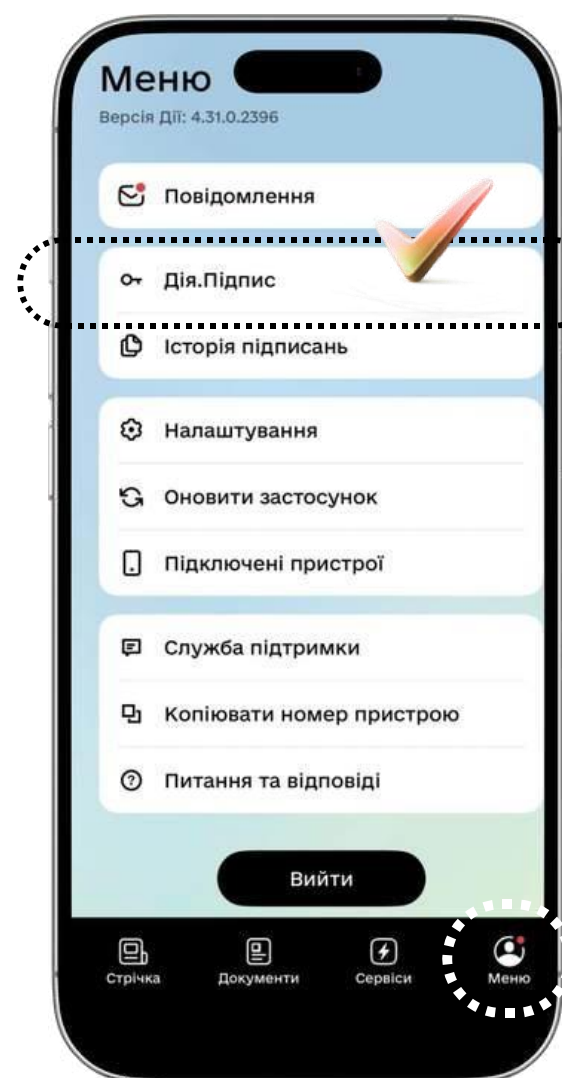 Меню
Версія Дії: 4.31.0.2396
Повідомлення
Дія.Підпис
Історія підписань
Налаштування
Оновити застосунок
Підключені пристрої
Служба підтримки
Копіювати номер пристрою
Питання та відповіді
Вийти
Стрічка
Документи
Сервіси
Меню